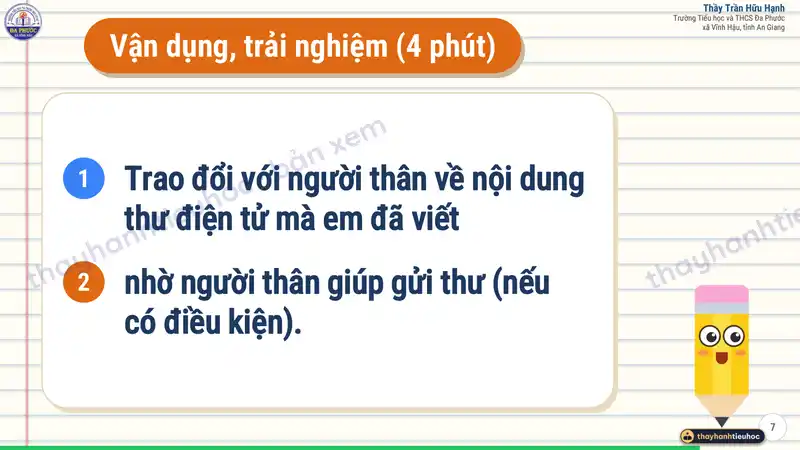 ĐA PHƯỚC
Thầy Trần Hữu Hạnh
Trường Tiểu học và THCS Đa Phước
xã Vĩnh Hậu, tỉnh An Giang
Vận dụng, trải nghiệm (4 phút)
1 Trao đổi với người thân về nội dung
thư điện tử mà em đã viết
2 nhờ người thân giúp gửi thư (nếu
có điều kiện).
7
thayhanhtieuhoc